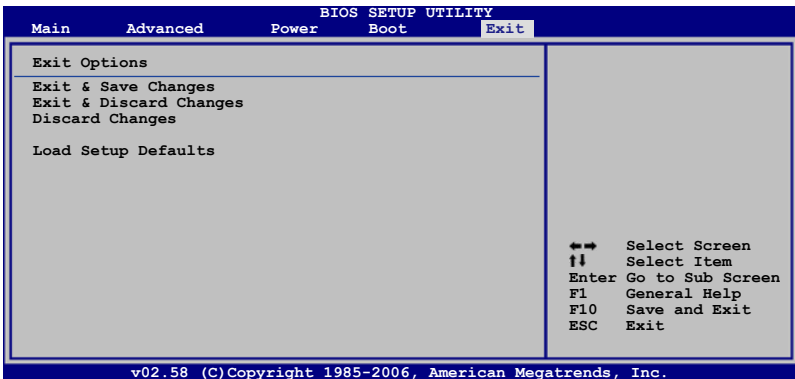 BIOS SETUP UTILITY
Main Advanced Power Boot Exit
Exit Options
Exit & Save Changes
Exit & Discard Changes
Discard Changes
Load Setup Defaults
←→ Select Screen
↑↓ Select Item
Enter Go to Sub Screen
F1 General Help
F10 Save and Exit
ESC Exit
v02.58 (C)Copyright 1985-2006, American Megatrends, Inc.